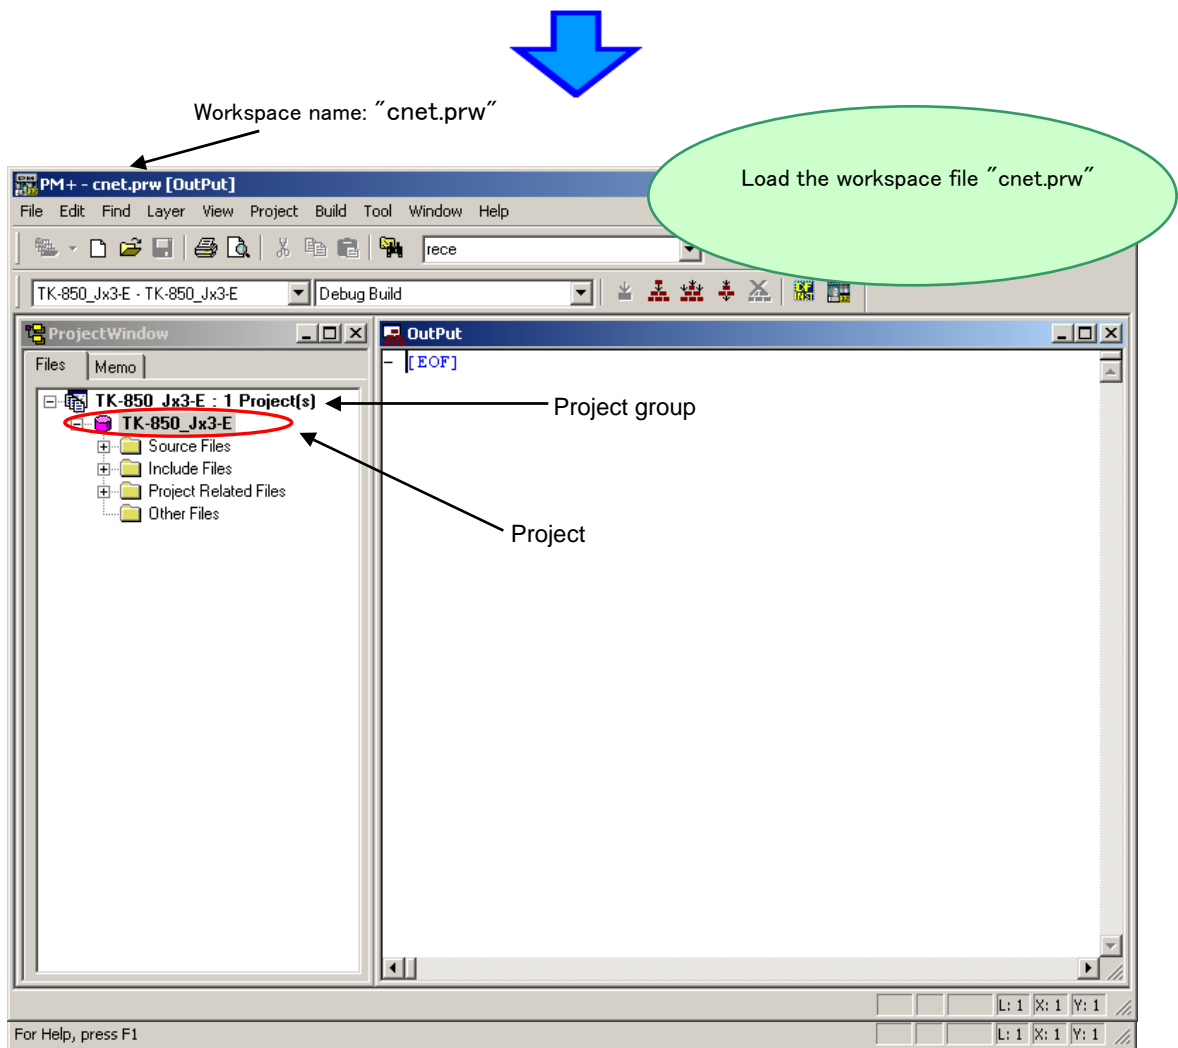 Workspace name: "cnet.prw"
Load the workspace file "cnet.prw"
PM+ - cnet.prw [OutPut]
File Edit Find Layer View Project Build Tool Window Help
rece
TK-850_Jx3-E - TK-850_Jx3-E Debug Build
ProjectWindow
OutPut
Files Memo
[EOF]
TK-850_Jx3-E : 1 Project(s)
Project group
TK-850_Jx3-E
Source Files
Include Files
Project Related Files
Other Files
Project
L: 1 X: 1 Y: 1
For Help, press F1
L: 1 X: 1 Y: 1